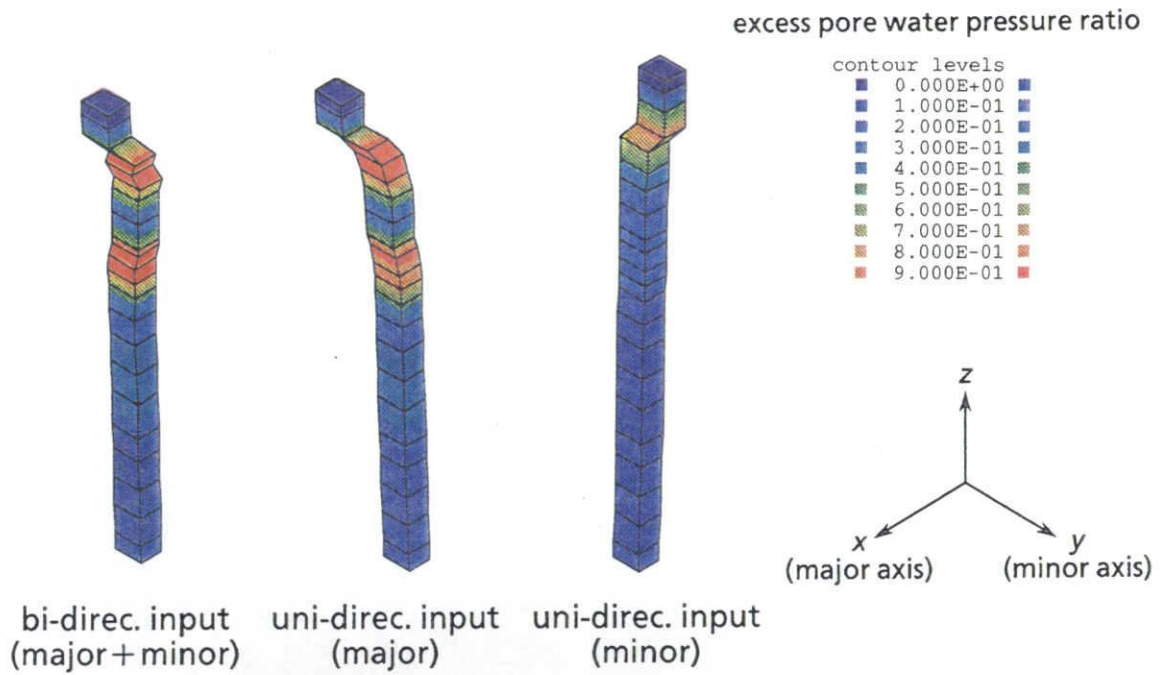 excess pore water pressure ratio
contour levels
0.000E+00
1.000E-01
2.000E-01
3.000E-01
4.000E-01
5.000E-01
6.000E-01
7.000E-01
8.000E-01
9.000E-01
z
x
(major axis)
y
(minor axis)
bi-direc. input
(major+minor)
uni-direc. input
(major)
uni-direc. input
(minor)